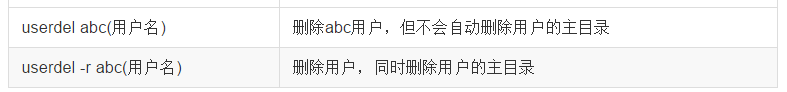 userdel abc(用户名)
删除abc用户，但不会自动删除用户的主目录
userdel -r abc(用户名)
删除用户，同时删除用户的主目录